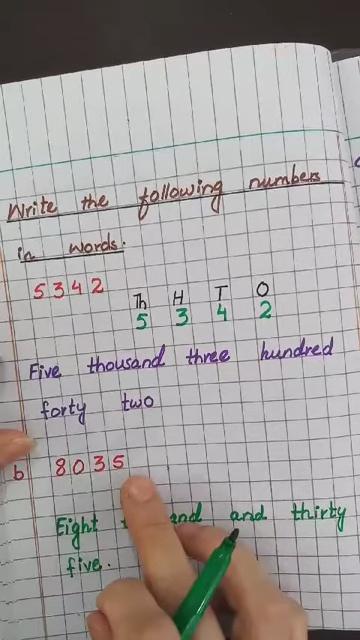 Write the following numbers
in words.
5342
Th H T O
5 3 4 2
Five thousand three hundred
forty two
b 8035
Eight and and thirty
five.